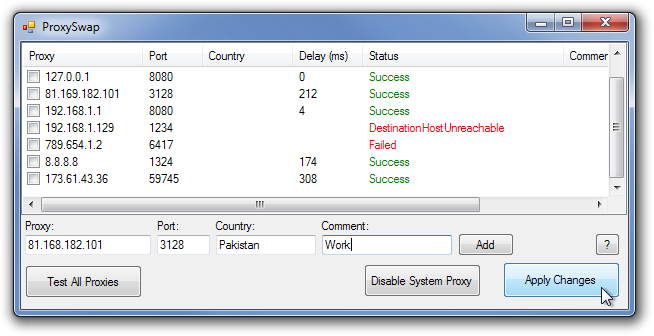 ProxySwap
Proxy Port Country Delay (ms) Status Commer
127.0.0.1 8080 0 Success
81.169.182.101 3128 212 Success
192.168.1.1 8080 4 Success
192.168.1.129 1234 DestinationHostUnreachable
789.654.1.2 6417 Failed
8.8.8.8 1324 174 Success
173.61.43.36 59745 308 Success
Proxy: Port: Country: Comment:
81.168.182.101 3128 Pakistan Work Add ?
Test All Proxies Disable System Proxy Apply Changes